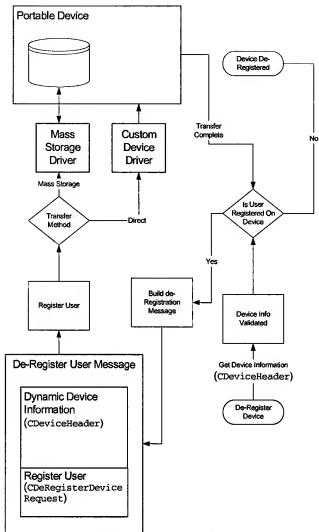 Portable Device
Device De-
Registered
Mass
Storage
Driver
Custom
Device
Driver
Transfer
Complete
No
Mass Storage
Is User
Registered On
Device
Transfer
Method
Direct
Yes
Register User
Build de-
Registration
Message
Device Info
Validated
De-Register User Message
Get Device Information
(CDeviceHeader)
Dynamic Device
Information
(CDeviceHeader)
De-Register
Device
Register User
(CDeRegisterDevice
Request)